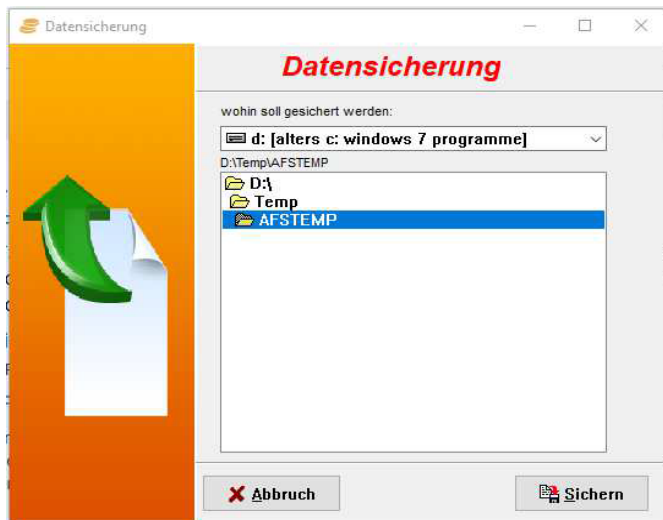 Datensicherung
Datensicherung
wohin soll gesichert werden:
d: [alters c: windows 7 programme]
D:\Temp\AFSTEMP
D:\
Temp
AFSTEMP
Abbruch
Sichern